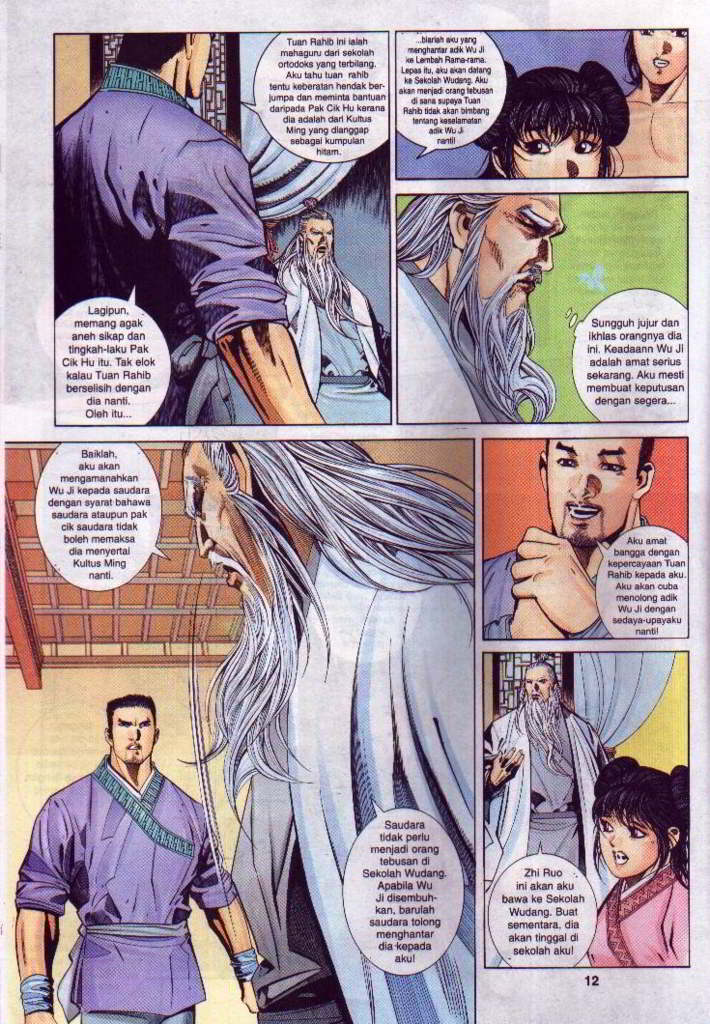 Tuan Rahib ini ialah
mahaguru dari sekolah
ortodoks yang terbilang.
Aku tahu tuan rahib
tentu keberatan hendak ber-
jumpa dan meminta bantuan
daripada Pak Cik Hu kerana
dia adalah dari Kultus
Ming yang dianggap
sebagai kumpulan
hitam.
Lagipun,
memang agak
aneh sikap dan
tingkah-laku Pak
Cik Hu itu. Tak elok
kalau Tuan Rahib
berselisih dengan
dia nanti.
Oleh itu...
..biarlah aku yang
menghantar adik Wu Ji
ke Lembah Rama-rama.
Lepas itu, aku akan datang
ke Sekolah Wudang. Aku
akan menjadi orang tebusan
di sana supaya Tuan
Rahib tidak akan bimbang
tentang keselamatan
adik Wu Ji
nanti!
Sungguh jujur dan
ikhlas orangnya dia
ini. Keadaann Wu Ji
adalah amat serius
sekarang. Aku mesti
membuat keputusan
dengan segera...
Baiklah,
aku akan
mengamanahkan
Wu Ji kepada saudara
dengan syarat bahawa
saudara ataupun pak
cik saudara tidak
boleh memaksa
dia menyertai
Kultus Ming
nanti.
Saudara
tidak perlu
menjadi orang
tebusan di
Sekolah Wudang.
Apabila Wu
Ji disembuh-
kan, barulah
saudara tolong
menghantar
dia kepada
aku!
Aku amat
bangga dengan
kepercayaan Tuan
Rahib kepada aku.
Aku akan cuba
menolong adik
Wu Ji dengan
sedaya-upayaku
nanti!
Zhi Ruo
ini akan aku
bawa ke Sekolah
Wudang. Buat
sementara, dia
akan tinggal di
sekolah aku!
12